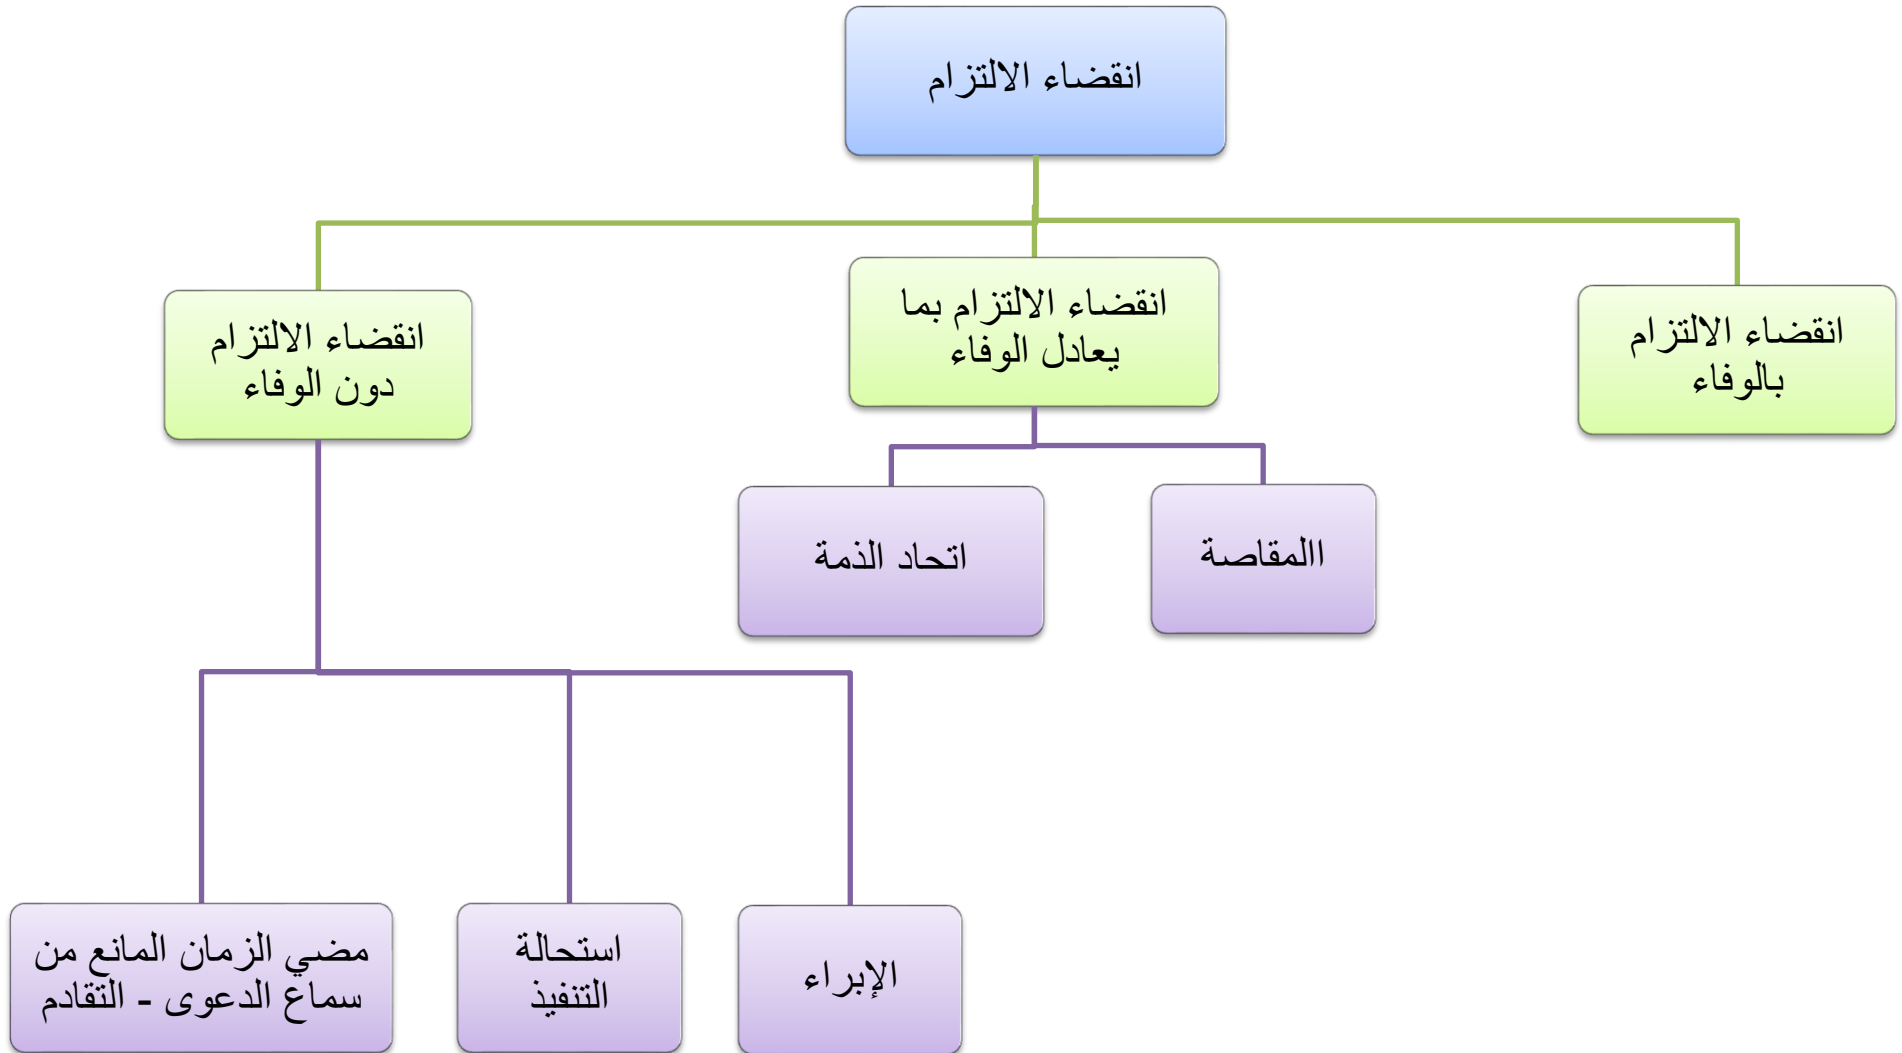 انقضاء الالتزام
انقضاء الالتزام
بالوفاء
انقضاء الالتزام بما
يعادل الوفاء
انقضاء الالتزام
دون الوفاء
االمقاصة
اتحاد الذمة
الإبراء
استحالة
التنفيذ
مضي الزمان المانع من
سماع الدعوى - التقادم